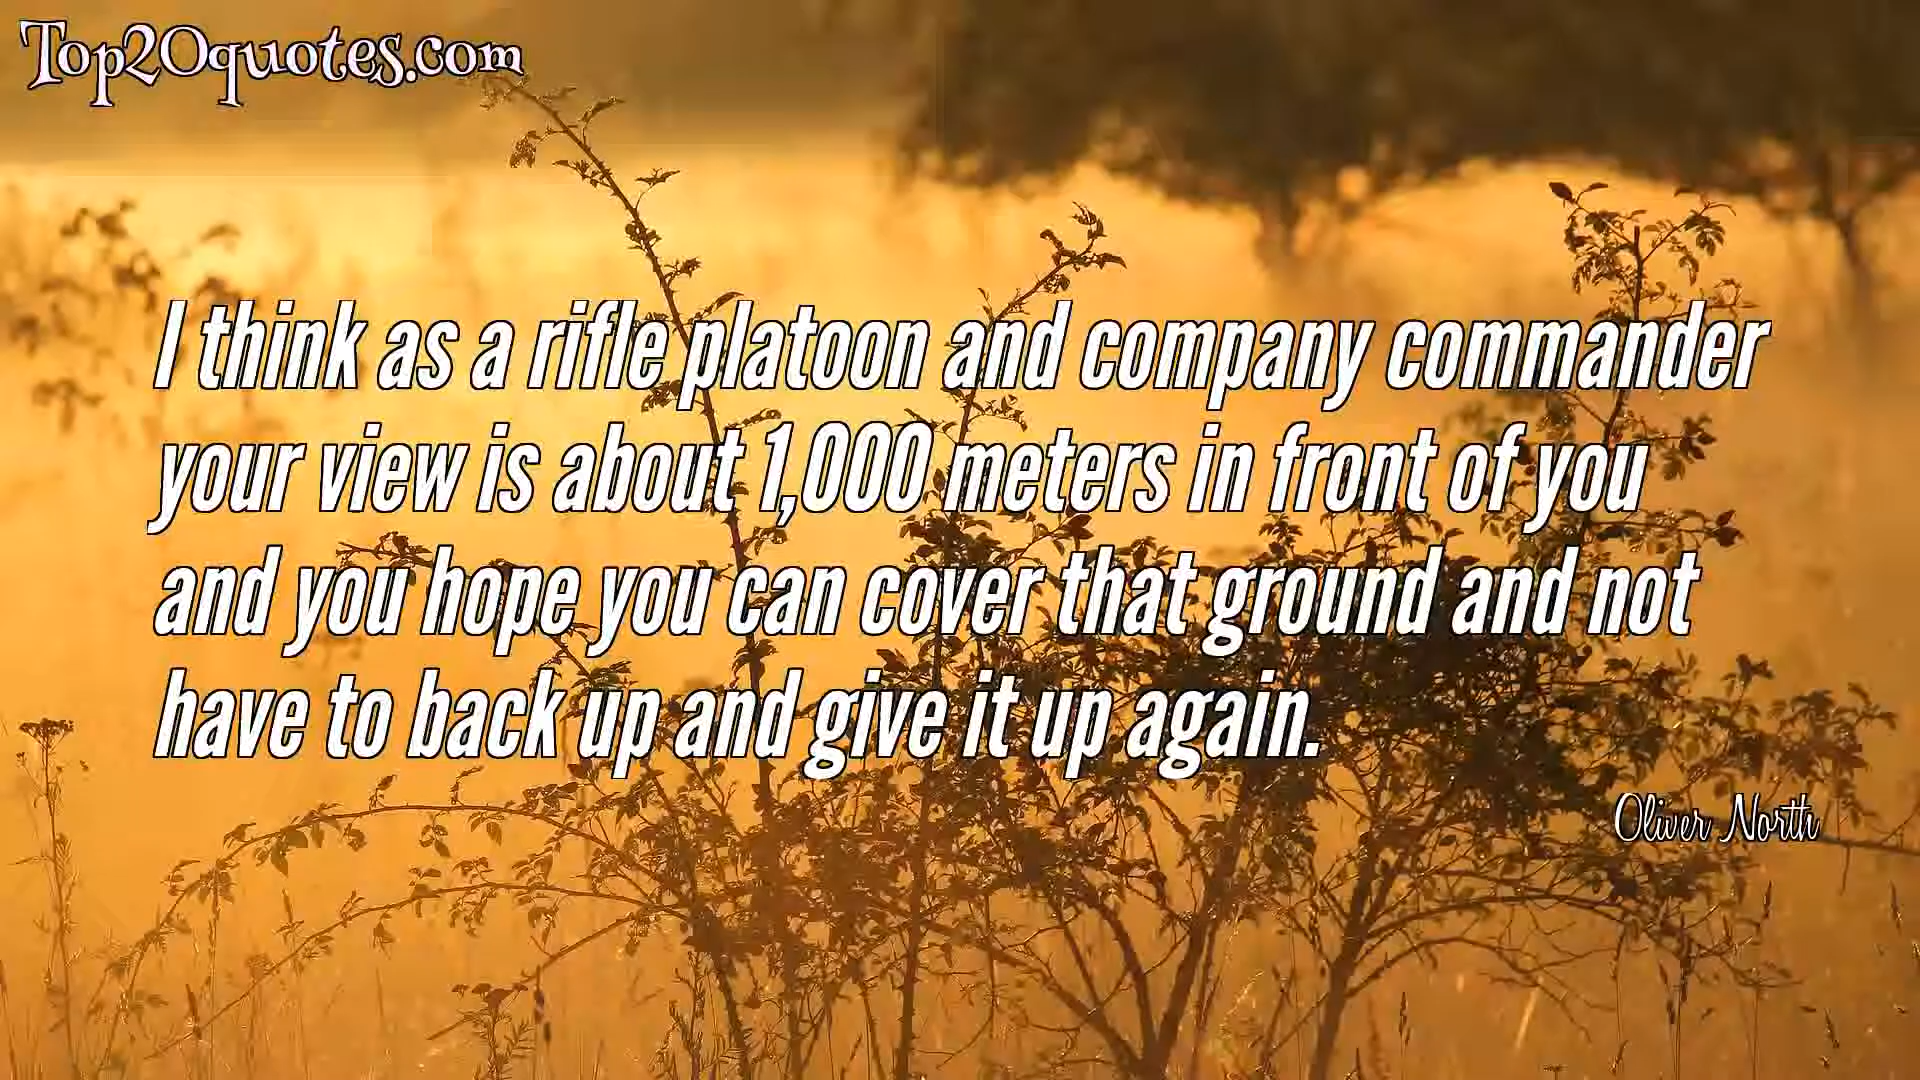 Top20quotes.com
I think as a rifle platoon and company commander
your view is about 1,000 meters in front of you
and you hope you can cover that ground and not
have to back up and give it up again.
Oliver North